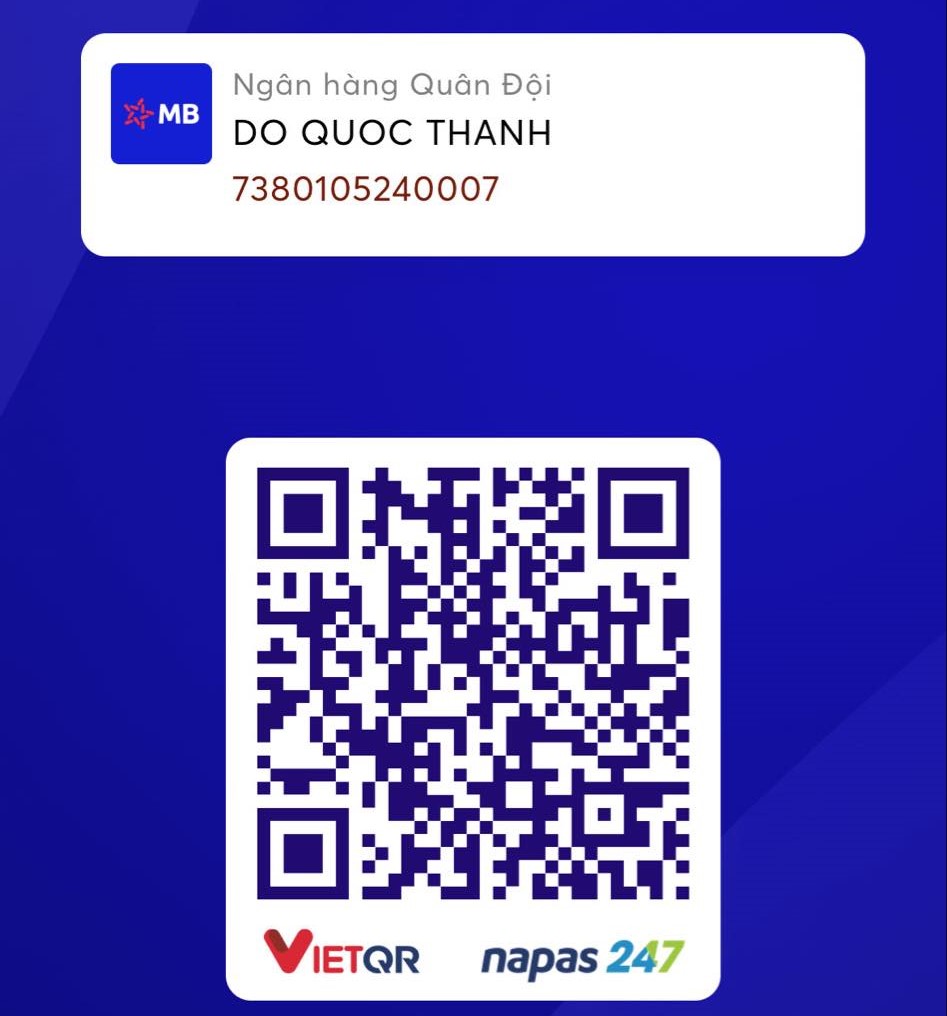 MB
Ngân hàng Quân Đội
DO QUOC THANH
7380105240007
VIETQR
napas 247